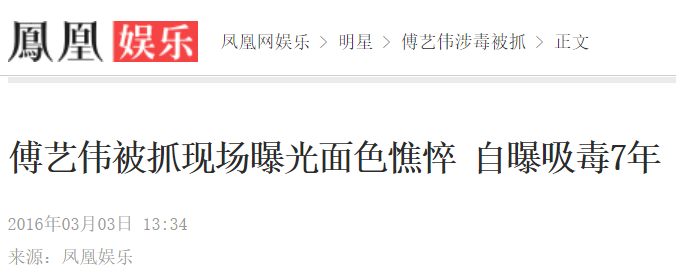 鳳凰 娱乐 凤凰网娱乐 > 明星 > 傅艺伟涉毒被抓 > 正文
傅艺伟被抓现场曝光面色憔悴 自曝吸毒7年
2016年03月03日 13:34
来源：凤凰娱乐